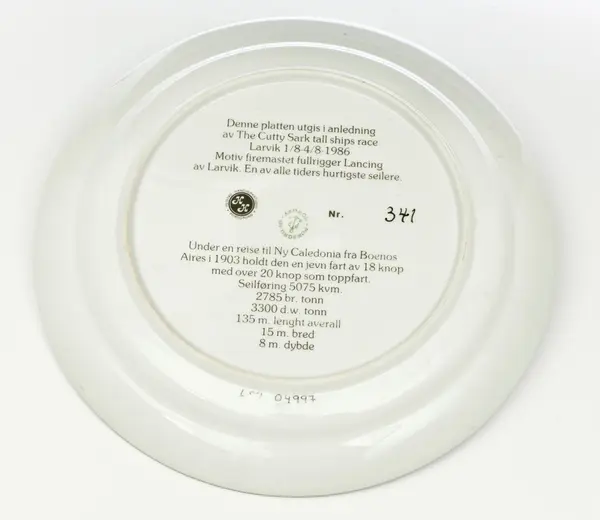 Denne platten utgis i anledning
av The Cutty Sark tall ships race
Larvik 1/8-4/8-1986
Motiv firemastet fullrigger Lancing
av Larvik. En av alle tiders hurtigste seilere.
Nr. 341
Under en reise til Ny Caledonia fra Boenos
Aires i 1903 holdt den en jevn fart av 18 knop
med over 20 knop som toppfart.
Seilføring 5075 kvm.
2785 br. tonn
3300 d.w. tonn
135 m. lenght averall
15 m. bred
8 m. dybde
04997